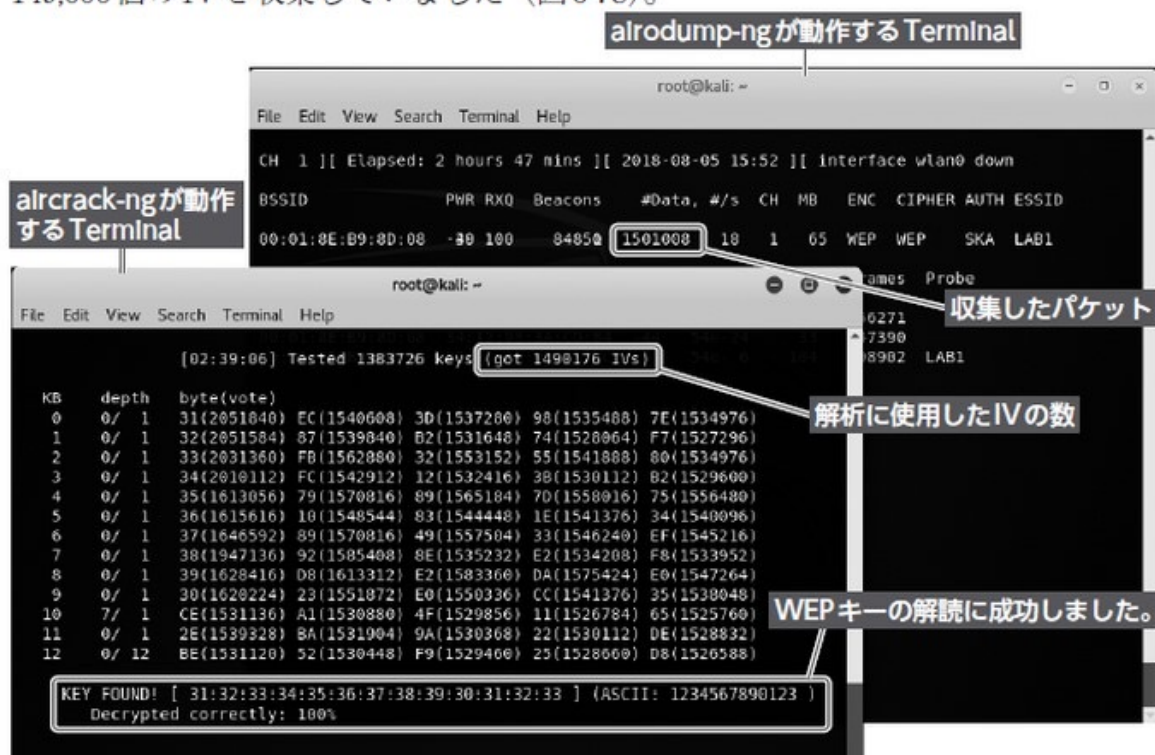 個の IV を収集していました (図
airodump-ngが動作するTerminal
root@kali: ~
File Edit View Search Terminal Help
CH 1 ][ Elapsed: 2 hours 47 mins ][ 2018-08-05 15:52 ][ interface wlan0 down
BSSID PWR RXQ Beacons #Data, #/s CH MB ENC CIPHER AUTH ESSID
00:01:8E:B9:8D:08 100 1501008 18 1 65 WEP WEP SKA LAB1
Probe
収集したパケット
LAB1
aircrack-ngが動作
するTerminal
root@kali: ~
File Edit View Search Terminal Help
[02:39:06] Tested 1383726 keys (got 1490176 IVs)
解析に使用したIVの数
KB depth byte(vote)
0 0/ 1 31(2051840) EC(1540608) 3D(1537280) 98(1535488) 7E(1534976)
1 0/ 1 32(2051584) 87(1539840) B2(1531648) 74(1528064) F7(1527296)
2 0/ 1 33(2031360) FB(1562880) 32(1553152) 55(1541888) 80(1534976)
3 0/ 1 34(2010112) FC(1542912) 12(1532416) 3B(1530112) B2(1529600)
4 0/ 1 35(1613056) 79(1570816) 89(1565184) 7D(1558016) 75(1556480)
5 0/ 1 36(1615616) 10(1548544) 83(1544448) 1E(1541376) 34(1540096)
6 0/ 1 37(1646592) 89(1570816) 49(1557504) 33(1546240) EF(1545216)
7 0/ 1 38(1947136) 92(1585408) 8E(1535232) E2(1534208) F8(1533952)
8 0/ 1 39(1628416) D8(1613312) E2(1583360) DA(1575424) E0(1547264)
9 0/ 1 30(1620224) 23(1551872) E0(1550336) CC(1541376) 35(1538048)
10 7/ 1 CE(1531136) A1(1530880) 4F(1529856) 11(1526784) 65(1525760)
11 0/ 1 2E(1539328) BA(1531904) 9A(1530368) 22(1530112) DE(1528832)
12 0/ 12 BE(1531120) 52(1530448) F9(1529460) 25(1528660) D8(1526588)
WEPキーの解読に成功しました。
KEY FOUND! [ 31:32:33:34:35:36:37:38:39:30:31:32:33 ] (ASCII: 1234567890123 )
Decrypted correctly: 100%